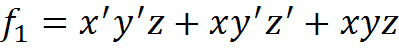 f₁ = x′y′z + xy′z′ + xyz